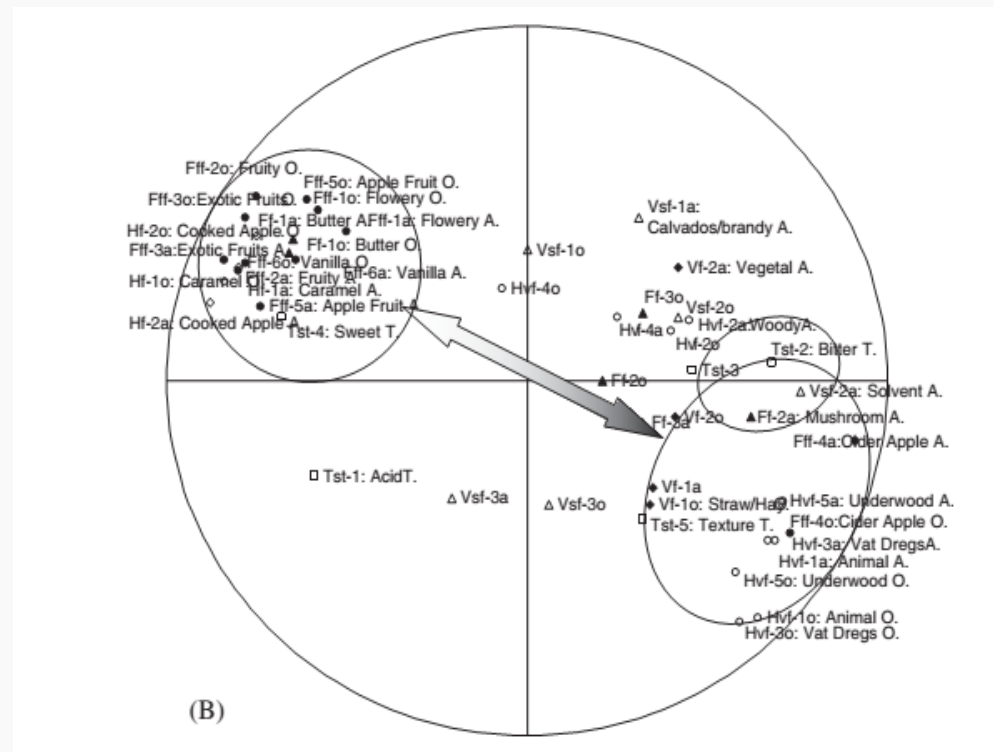 Fff-2o: Fruity O.
Fff-5o: Apple Fruit O.
Fff-3o:Exotic FruitsO.
Fff-1o: Flowery O.
Ff-1a: Butter A.
Fff-1a: Flowery A.
Hf-2o: Cooked Apple O.
Ff-1o: Butter O.
Fff-3a:Exotic Fruits A.
Fff-6o: Vanilla O.
Fff-6a: Vanilla A.
Hf-1o: Caramel O.
Fff-2a: Fruity A.
Hf-1a: Caramel A.
Fff-5a: Apple Fruit A.
Hf-2a: Cooked Apple A.
Tst-4: Sweet T.
Vsf-1a:
Calvados/brandy A.
Vsf-1o
Vf-2a: Vegetal A.
Hvf-4o
Ff-3o
Vsf-2o
Hvf-4a
Hvf-2a:WoodyA.
Hvf-2o
Tst-2: Bitter T.
Tst-3
Ff-2o
Vsf-2a: Solvent A.
Ff-3a
Vf-2o
Ff-2a: Mushroom A.
Fff-4a:Cider Apple A.
Tst-1: AcidT.
Vf-1a
Vsf-3a
Vsf-3o
Vf-1o: Straw/Hay
Hvf-5a: Underwood A.
Tst-5: Texture T.
Fff-4o:Cider Apple O.
Hvf-3a: Vat DregsA.
Hvf-1a: Animal A.
Hvf-5o: Underwood O.
Hvf-1o: Animal O.
Hvf-3o: Vat Dregs O.
(B)